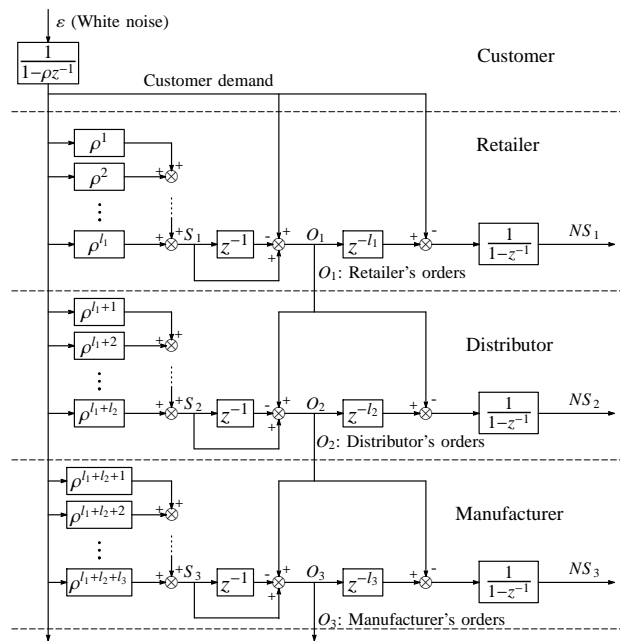 ε (White noise)
1
1−ρz⁻¹
Customer
Customer demand
Retailer
ρ¹
+
ρ²
+
⋮
ρ^{l₁}
+
+
S₁
z⁻¹
-
+
+
O₁
z^{−l₁}
+
-
1
1−z⁻¹
NS₁
O₁: Retailer's orders
Distributor
ρ^{l₁+1}
+
ρ^{l₁+2}
+
⋮
ρ^{l₁+l₂}
+
+
S₂
z⁻¹
-
+
+
O₂
z^{−l₂}
+
-
1
1−z⁻¹
NS₂
O₂: Distributor's orders
Manufacturer
ρ^{l₁+l₂+1}
+
ρ^{l₁+l₂+2}
+
⋮
ρ^{l₁+l₂+l₃}
+
+
S₃
z⁻¹
-
+
+
O₃
z^{−l₃}
+
-
1
1−z⁻¹
NS₃
O₃: Manufacturer's orders